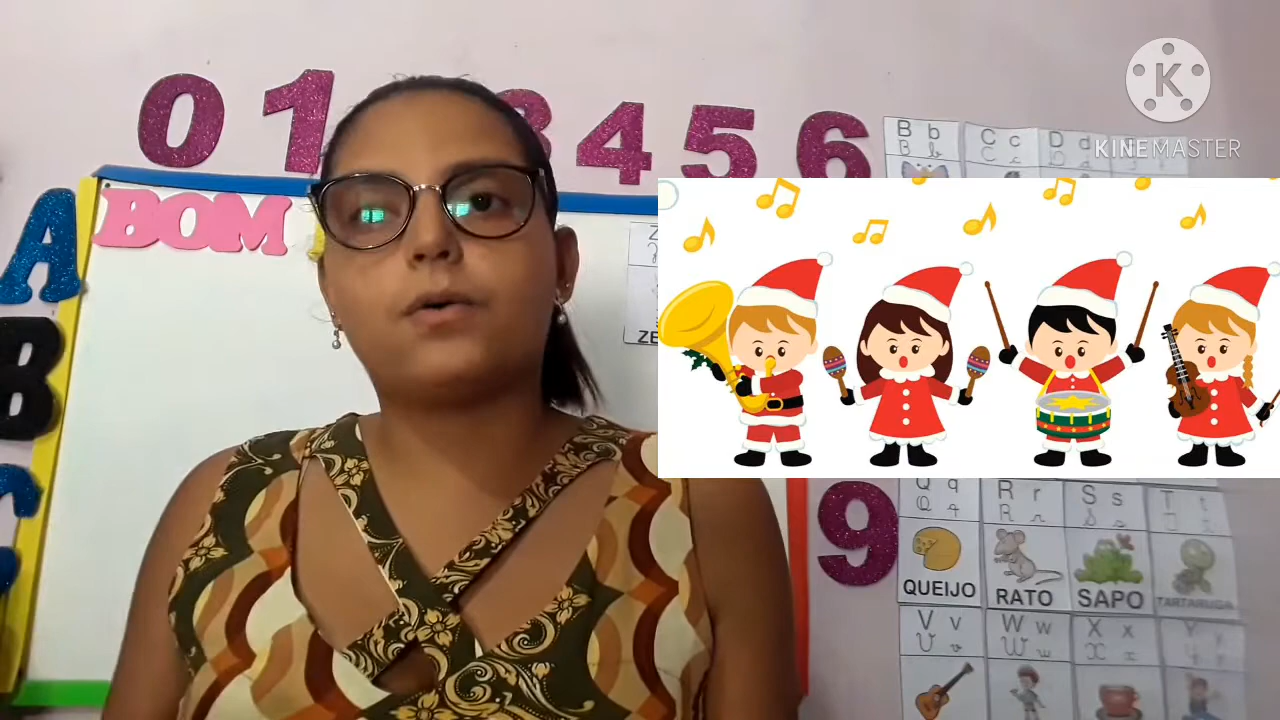 0 1 3 4 5 6
B b C c D d
B b C c D d
K
KINEMASTER
A
BOM
B
9
Q q R r S s T t
Q q R r S s T t
QUEIJO RATO SAPO TARTARUGA
V v W w X x Y y
V v W w X x Y y